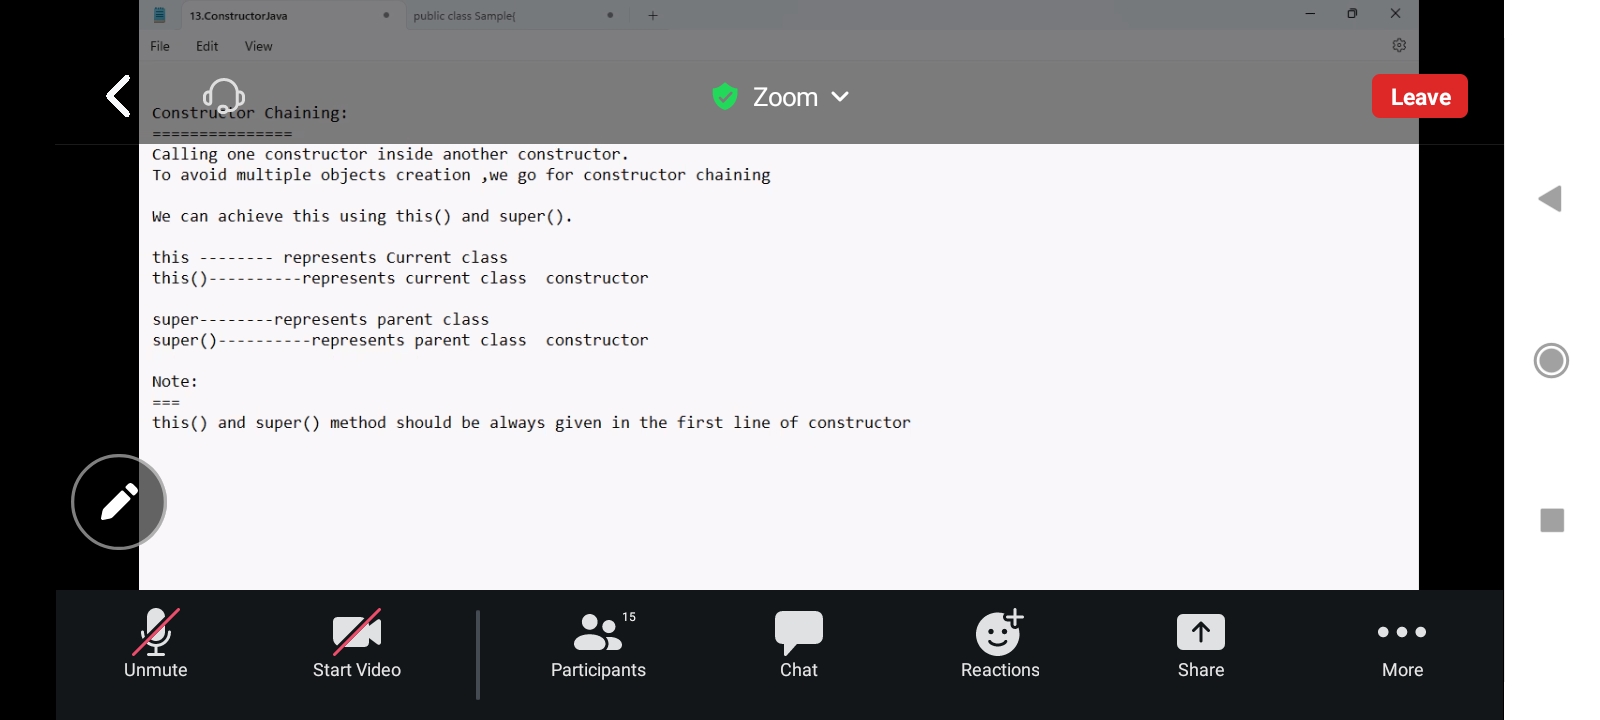 13.ConstructorJava
public class Sample{
File Edit View
Zoom
Leave
Constructor Chaining:
===============
Calling one constructor inside another constructor.
To avoid multiple objects creation ,we go for constructor chaining
We can achieve this using this() and super().
this -------- represents Current class
this()----------represents current class  constructor
super--------represents parent class
super()----------represents parent class  constructor
Note:
===
this() and super() method should be always given in the first line of constructor
15
Unmute
Start Video
Participants
Chat
Reactions
Share
More